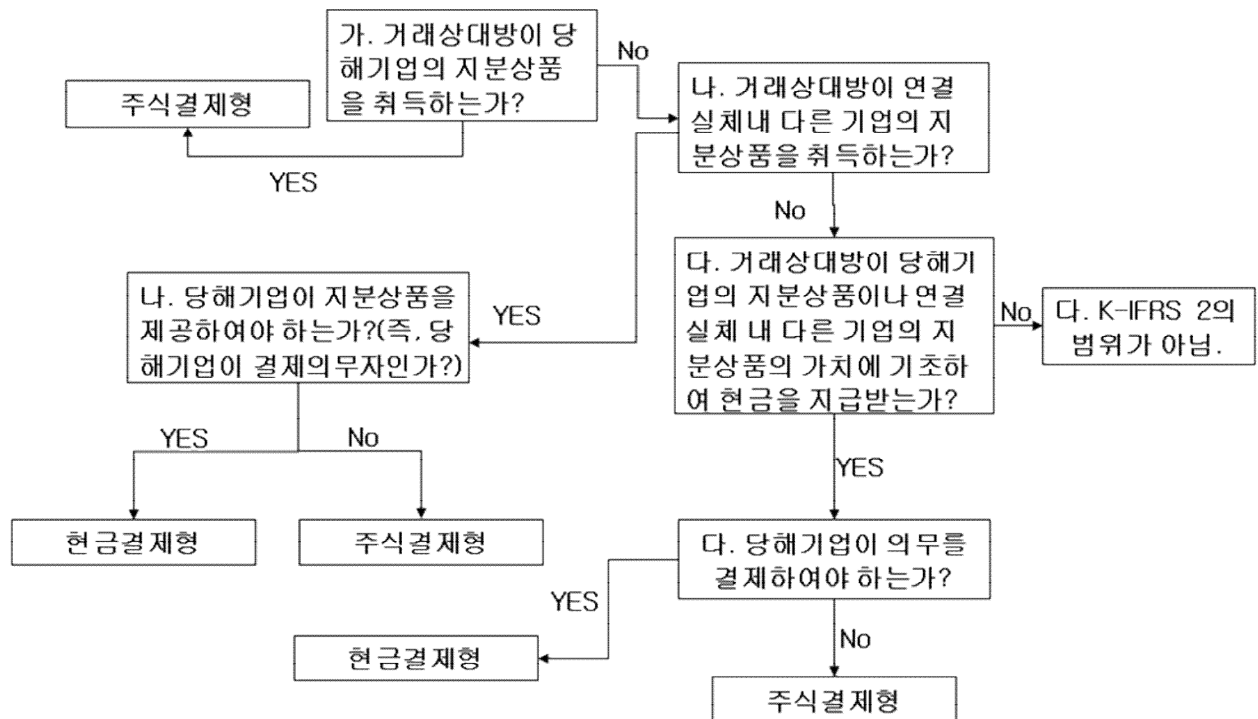 가. 거래상대방이 당
해기업의 지분상품
을 취득하는가?
No
주식결제형
YES
나. 거래상대방이 연결
실체내 다른 기업의 지
분상품을 취득하는가?
No
YES
나. 당해기업이 지분상품을
제공하여야 하는가?(즉, 당
해기업이 결제의무자인가?)
다. 거래상대방이 당해기
업의 지분상품이나 연결
실체 내 다른 기업의 지
분상품의 가치에 기초하
여 현금을 지급받는가?
No
다. K-IFRS 2의
범위가 아님.
YES
No
현금결제형
주식결제형
YES
다. 당해기업이 의무를
결제하여야 하는가?
YES
현금결제형
No
주식결제형